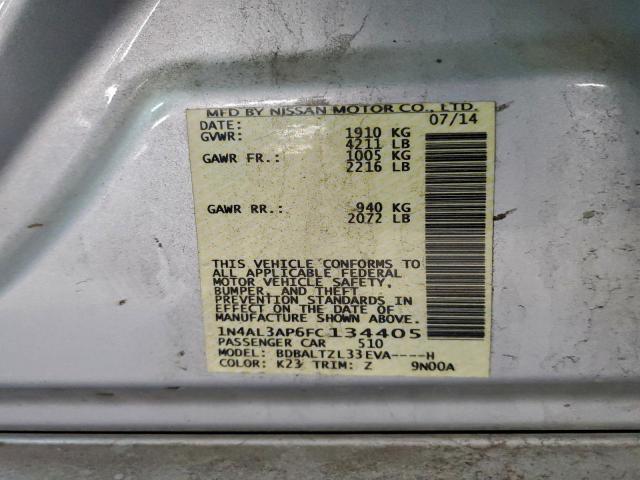 MFD BY NISSAN MOTOR CO., LTD.
DATE: 07/14
GVWR: 1910 KG
4211 LB
GAWR FR.: 1005 KG
2216 LB
GAWR RR.: 940 KG
2072 LB
THIS VEHICLE CONFORMS TO
ALL APPLICABLE FEDERAL
MOTOR VEHICLE SAFETY,
BUMPER, AND THEFT
PREVENTION STANDARDS IN
EFFECT ON THE DATE OF
MANUFACTURE SHOWN ABOVE.
1N4AL3AP6FC134405
PASSENGER CAR 510
MODEL: BDBALTZL33EVA----H
COLOR: K23 TRIM: Z 9N00A